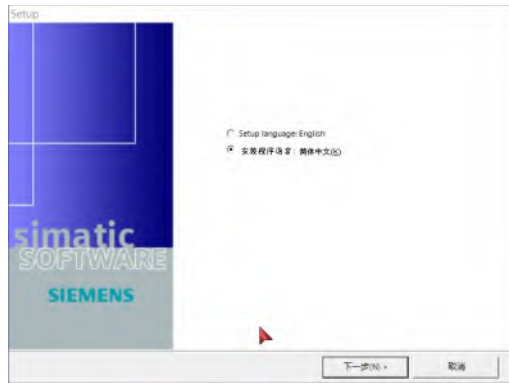 Setup
Setup language:English
安装程序语言: 简体中文(K)
simatic
SOFTWARE
SIEMENS
下一步(N) >
取消